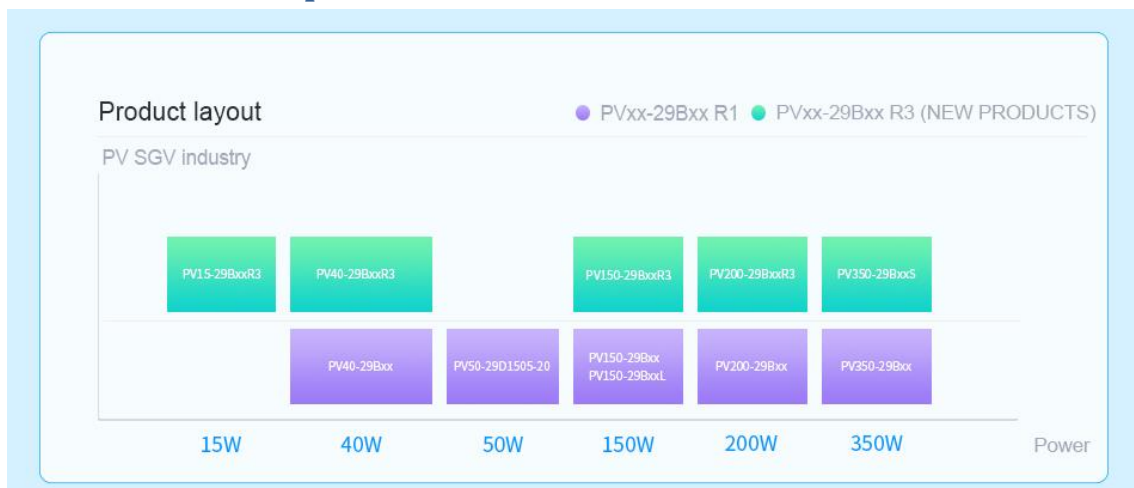 Product layout
PVxx-29Bxx R1
PVxx-29Bxx R3 (NEW PRODUCTS)
PV SGV industry
PV15-29BxxR3
PV40-29BxxR3
PV150-29BxxR3
PV200-29BxxR3
PV350-29BxxS
PV40-29Bxx
PV50-29D1505-20
PV150-29Bxx
PV150-29BxxL
PV200-29Bxx
PV350-29Bxx
15W
40W
50W
150W
200W
350W
Power